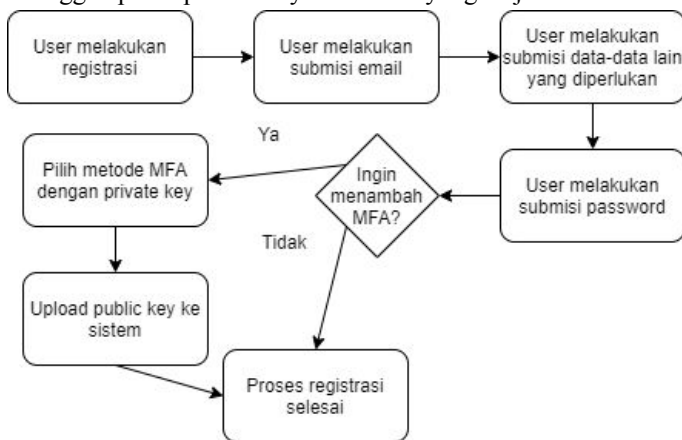 User melakukan
registrasi
User melakukan
submisi email
User melakukan
submisi data-data lain
yang diperlukan
User melakukan
submisi password
Ingin
menambah
MFA?
Ya
Pilih metode MFA
dengan private key
Upload public key ke
sistem
Tidak
Proses registrasi
selesai